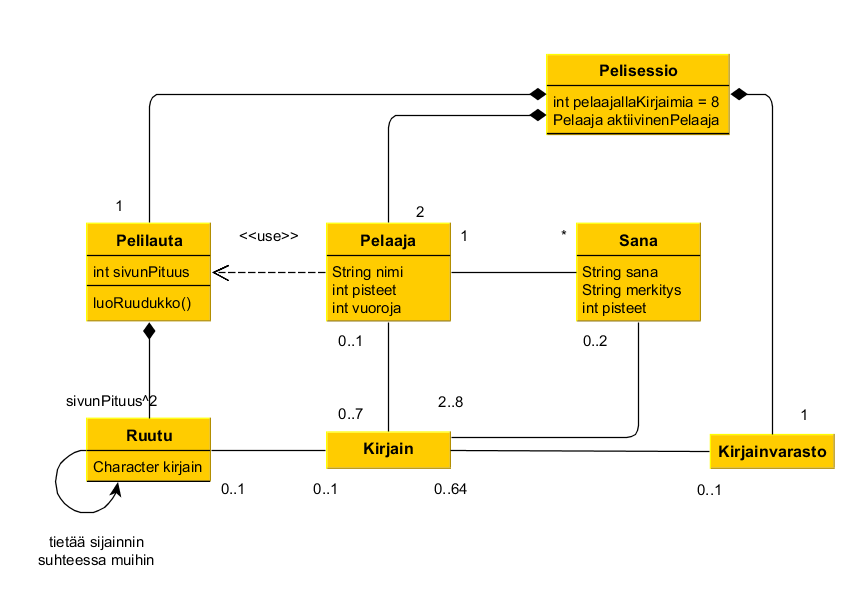 Pelisessio
int pelaajallaKirjaimia = 8
Pelaaja aktiivinenPelaaja
1
<<use>>
2
1
*
Pelilauta
int sivunPituus
luoRuudukko()
Pelaaja
String nimi
int pisteet
int vuoroja
Sana
String sana
String merkitys
int pisteet
0..1
0..2
sivunPituus^2
0..7
2..8
1
Ruutu
Character kirjain
Kirjain
Kirjainvarasto
0..1
0..1
0..64
0..1
tietää sijainnin
suhteessa muihin